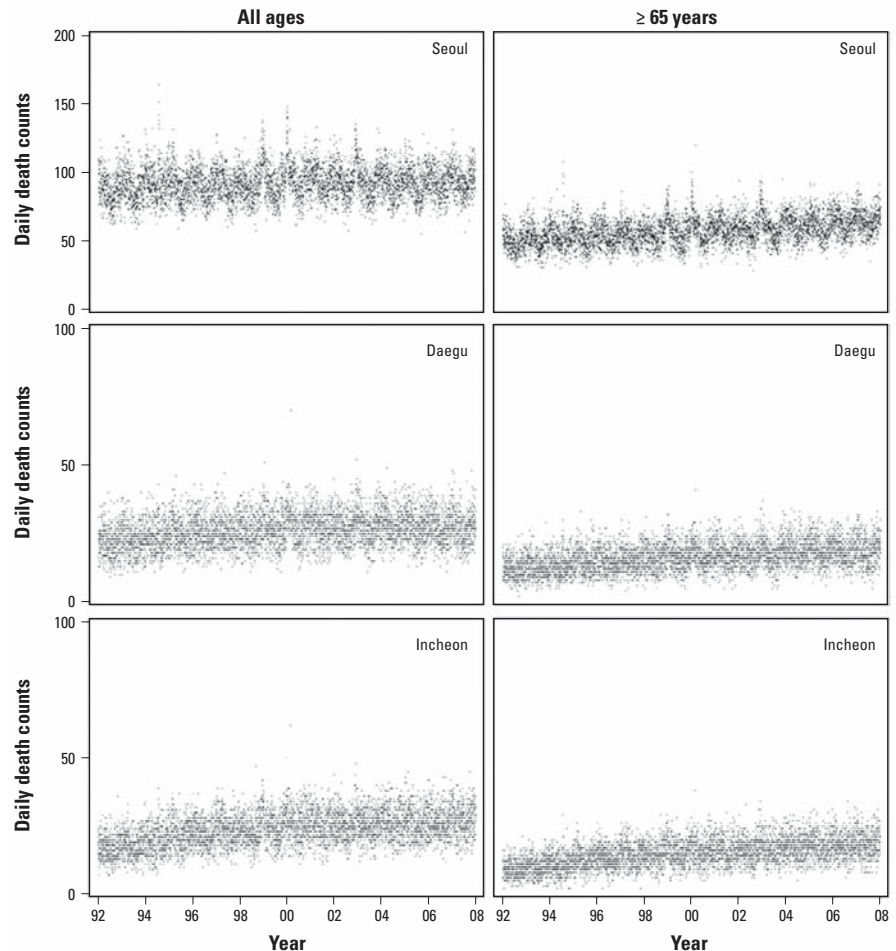 All ages ≥ 65 years
200
Seoul Seoul
150
Daily death counts
100
50
0
100
Daegu Daegu
Daily death counts
50
0
100
Incheon Incheon
Daily death counts
50
0
92 94 96 98 00 02 04 06 08 92 94 96 98 00 02 04 06 08
Year Year